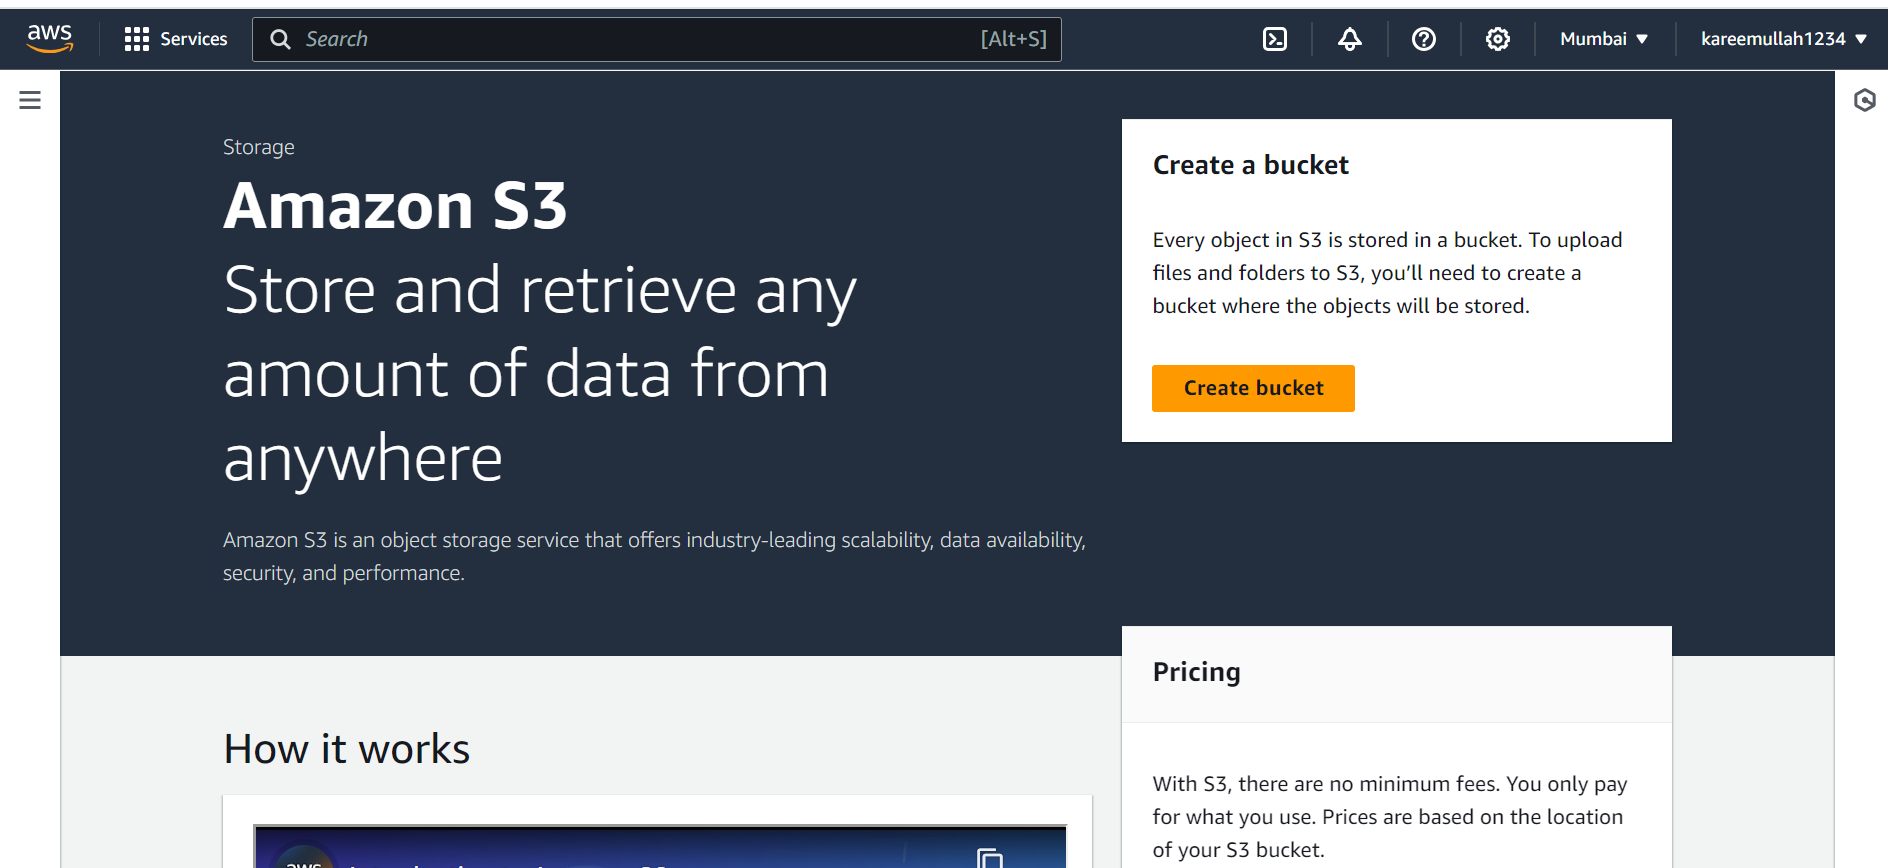 aws
Services
Search
[Alt+S]
Mumbai
kareemullah1234
Storage
Amazon S3
Store and retrieve any
amount of data from
anywhere
Amazon S3 is an object storage service that offers industry-leading scalability, data availability,
security, and performance.
Create a bucket
Every object in S3 is stored in a bucket. To upload
files and folders to S3, you’ll need to create a
bucket where the objects will be stored.
Create bucket
How it works
aws
Pricing
With S3, there are no minimum fees. You only pay
for what you use. Prices are based on the location
of your S3 bucket.